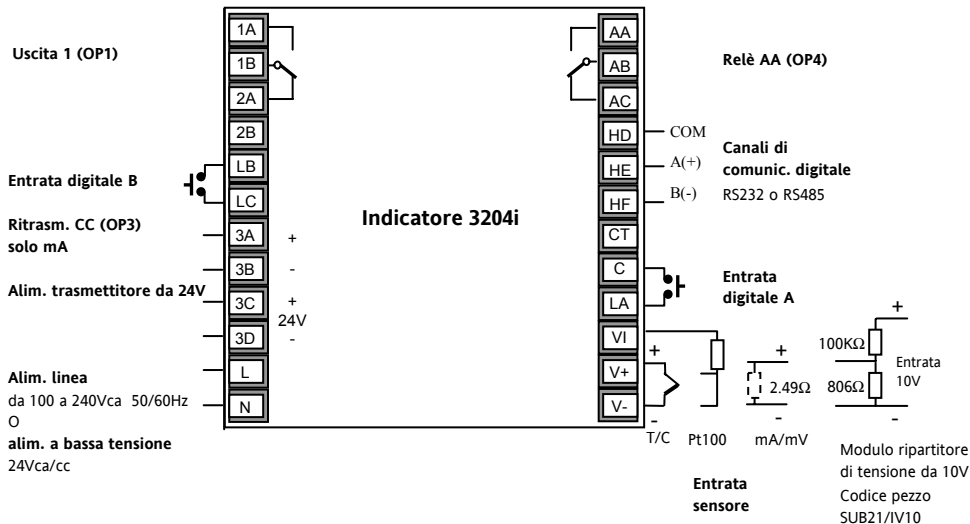 Uscita 1 (OP1)
Entrata digitale B
Ritrasm. CC (OP3)
solo mA
Alim. trasmettitore da 24V
Alim. linea
da 100 a 240Vca 50/60Hz
O
alim. a bassa tensione
24Vca/cc
1A
1B
2A
2B
LB
LC
3A
+
3B
-
3C
+
24V
3D
-
L
N
Indicatore 3204i
AA
AB
AC
HD
COM
HE
A(+)
HF
B(-)
CT
C
LA
VI
V+
V-
Relè AA (OP4)
Canali di
comunic. digitale
RS232 o RS485
Entrata
digitale A
+
-
T/C
Pt100
+
2.49Ω
-
mA/mV
+
100KΩ
806Ω
Entrata
10V
-
Entrata
sensore
Modulo ripartitore
di tensione da 10V
Codice pezzo
SUB21/IV10